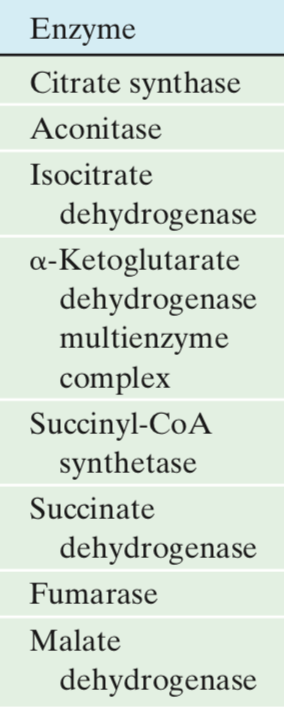 Enzyme
Citrate synthase
Aconitase
Isocitrate
dehydrogenase
α-Ketoglutarate
dehydrogenase
multienzyme
complex
Succinyl-CoA
synthetase
Succinate
dehydrogenase
Fumarase
Malate
dehydrogenase